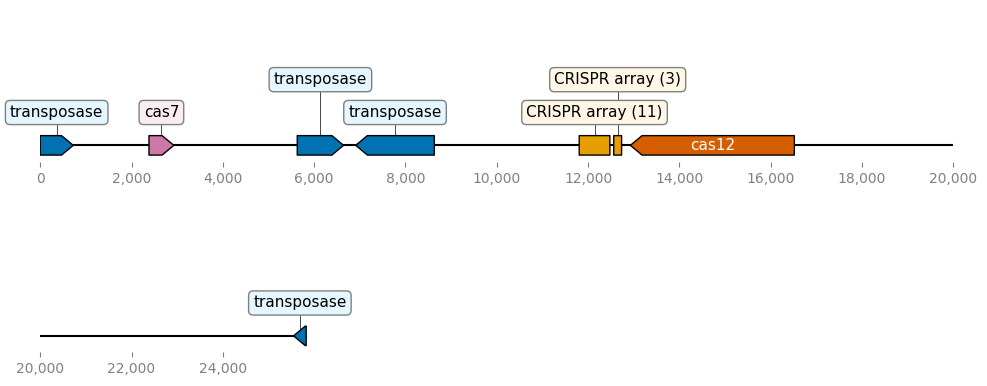 transposase
CRISPR array (3)
transposase
cas7
transposase
CRISPR array (11)
cas12
0
2,000
4,000
6,000
8,000
10,000
12,000
14,000
16,000
18,000
20,000
transposase
20,000
22,000
24,000